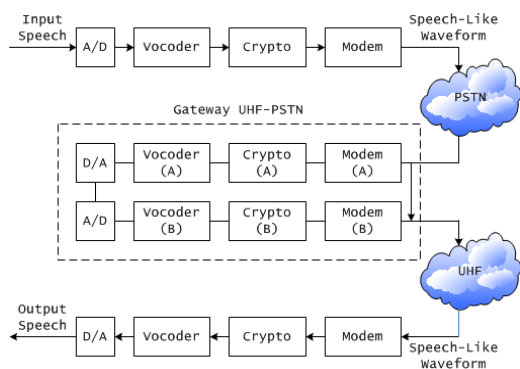 Input
Speech
A/D
Vocoder
Crypto
Modem
Speech-Like
Waveform
PSTN
Gateway UHF-PSTN
D/A
Vocoder
(A)
Crypto
(A)
Modem
(A)
A/D
Vocoder
(B)
Crypto
(B)
Modem
(B)
UHF
Output
Speech
D/A
Vocoder
Crypto
Modem
Speech-Like
Waveform